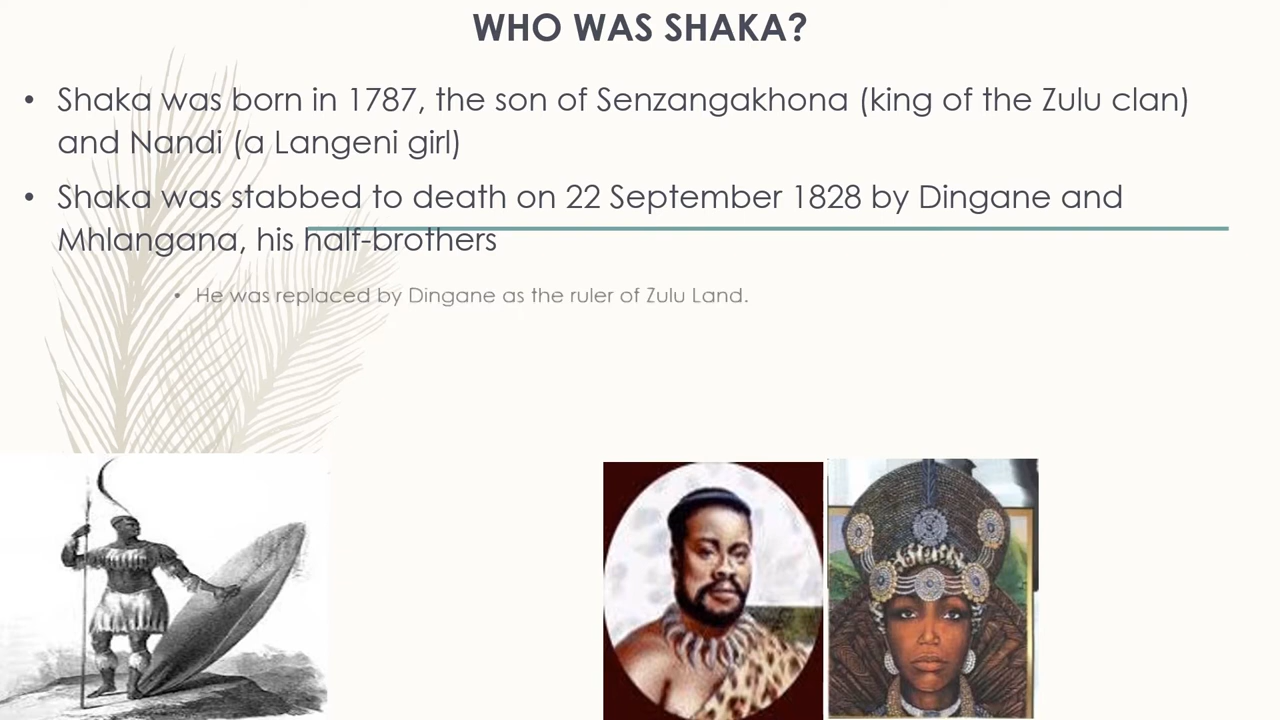 WHO WAS SHAKA?
• Shaka was born in 1787, the son of Senzangakhona (king of the Zulu clan)
and Nandi (a Langeni girl)
• Shaka was stabbed to death on 22 September 1828 by Dingane and
Mhlangana, his half-brothers
• He was replaced by Dingane as the ruler of Zulu Land.